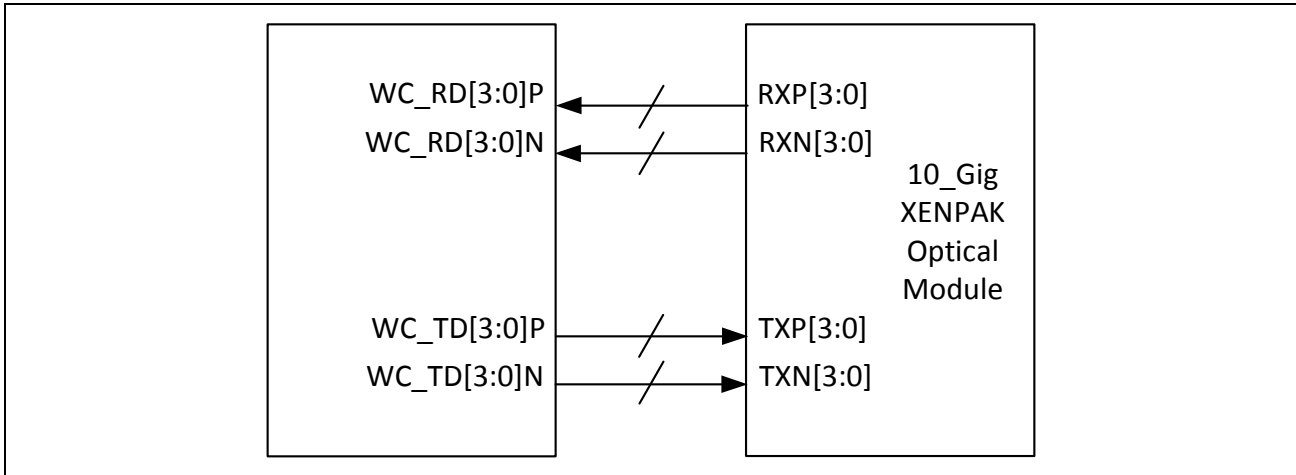 WC_RD[3:0]P
RXP[3:0]
WC_RD[3:0]N
RXN[3:0]
10_Gig
XENPAK
Optical
Module
WC_TD[3:0]P
TXP[3:0]
WC_TD[3:0]N
TXN[3:0]